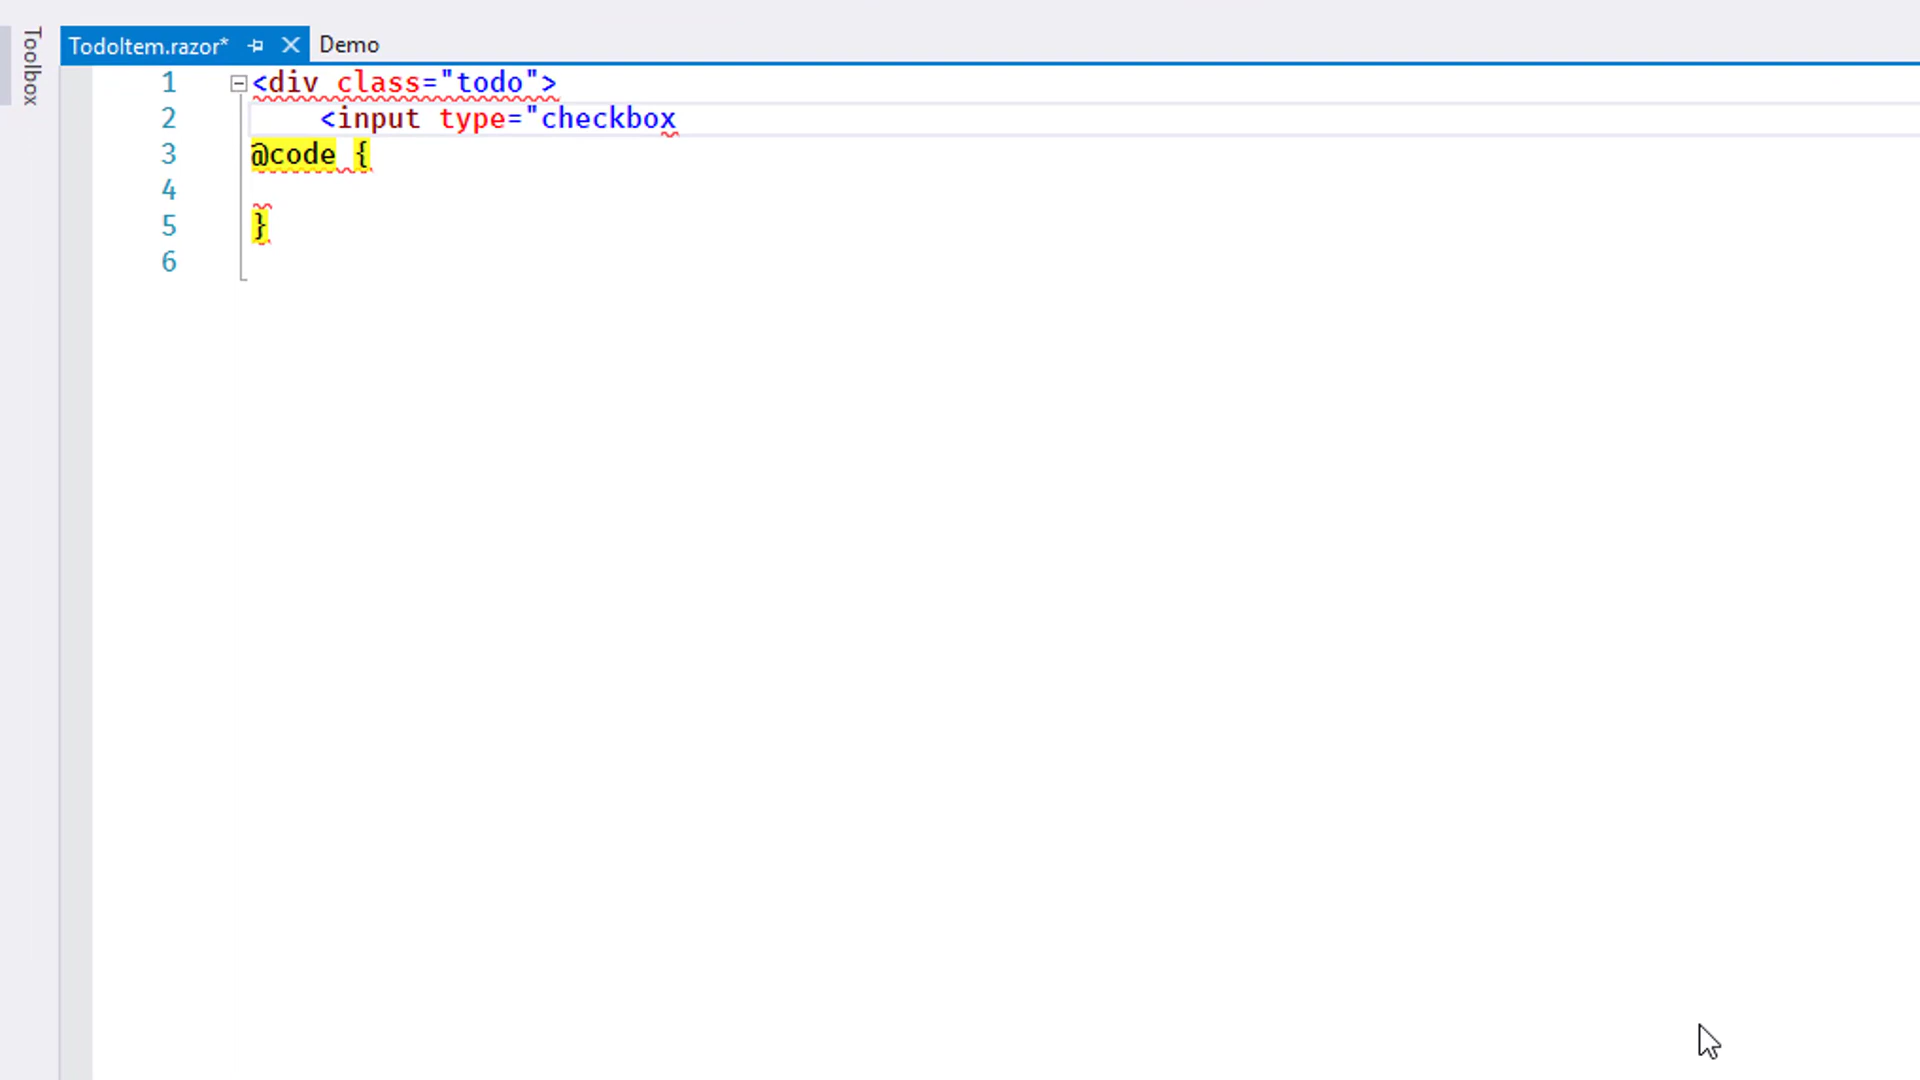 Toolbox
TodoItem.razor* Demo
1 <div class="todo">
2     <input type="checkbox
3 @code {
4
5 }
6